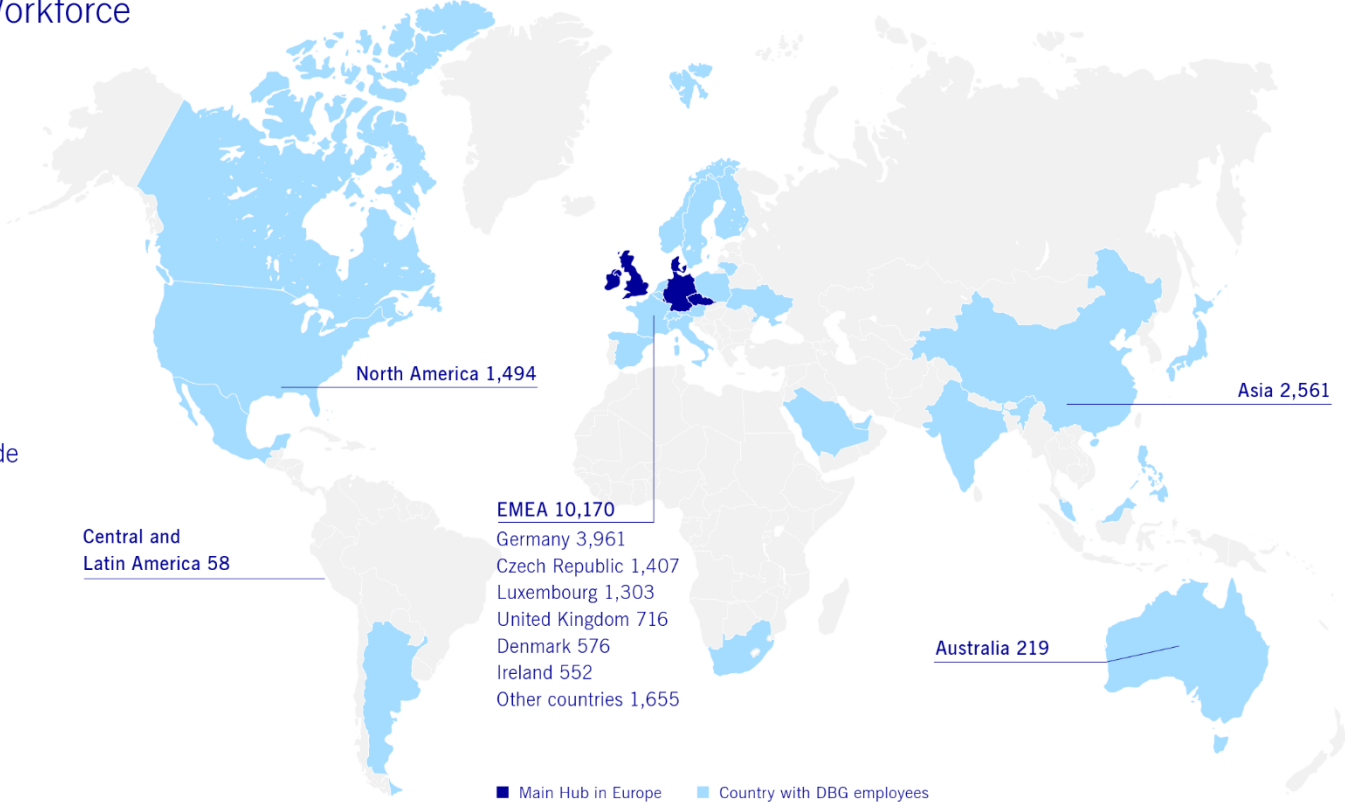 Workforce
North America 1,494
Asia 2,561
de
EMEA 10,170
Germany 3,961
Czech Republic 1,407
Luxembourg 1,303
United Kingdom 716
Denmark 576
Ireland 552
Other countries 1,655
Central and
Latin America 58
Australia 219
Main Hub in Europe
Country with DBG employees